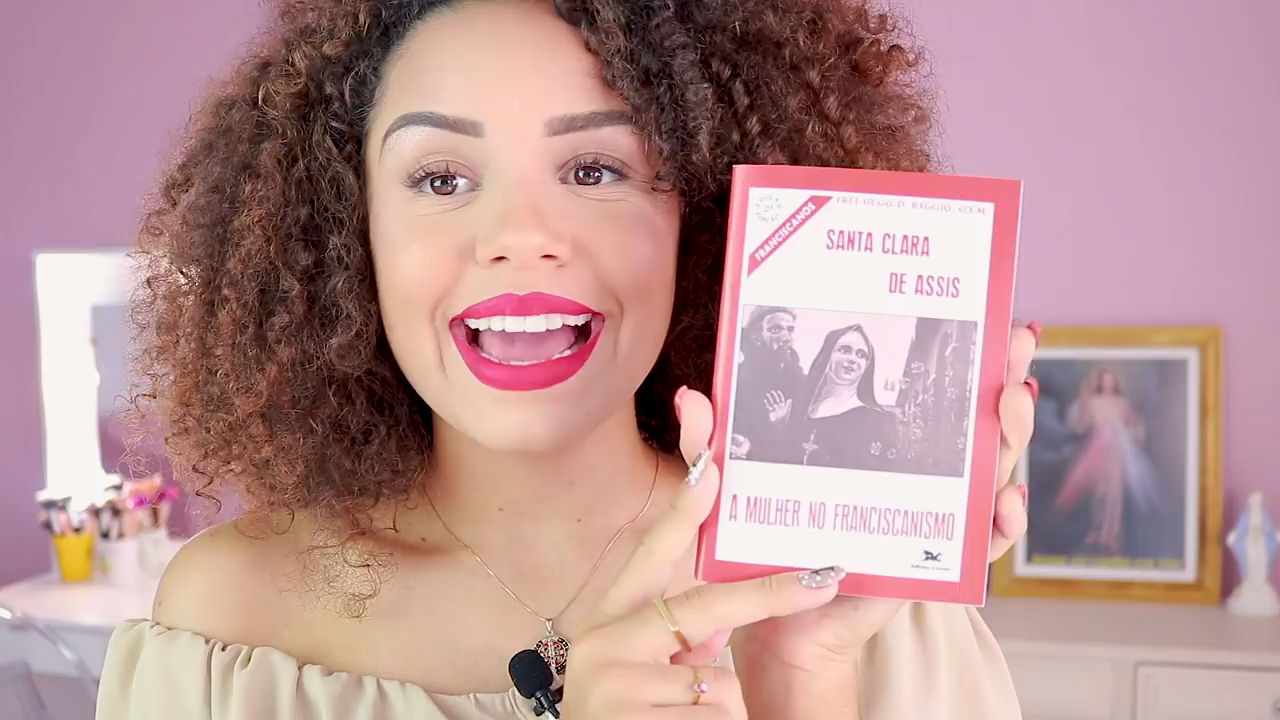 FREI HUGO D. BAGGIO, O.F.M
FRANCISCANOS
SANTA CLARA
DE ASSIS
A MULHER NO FRANCISCANISMO